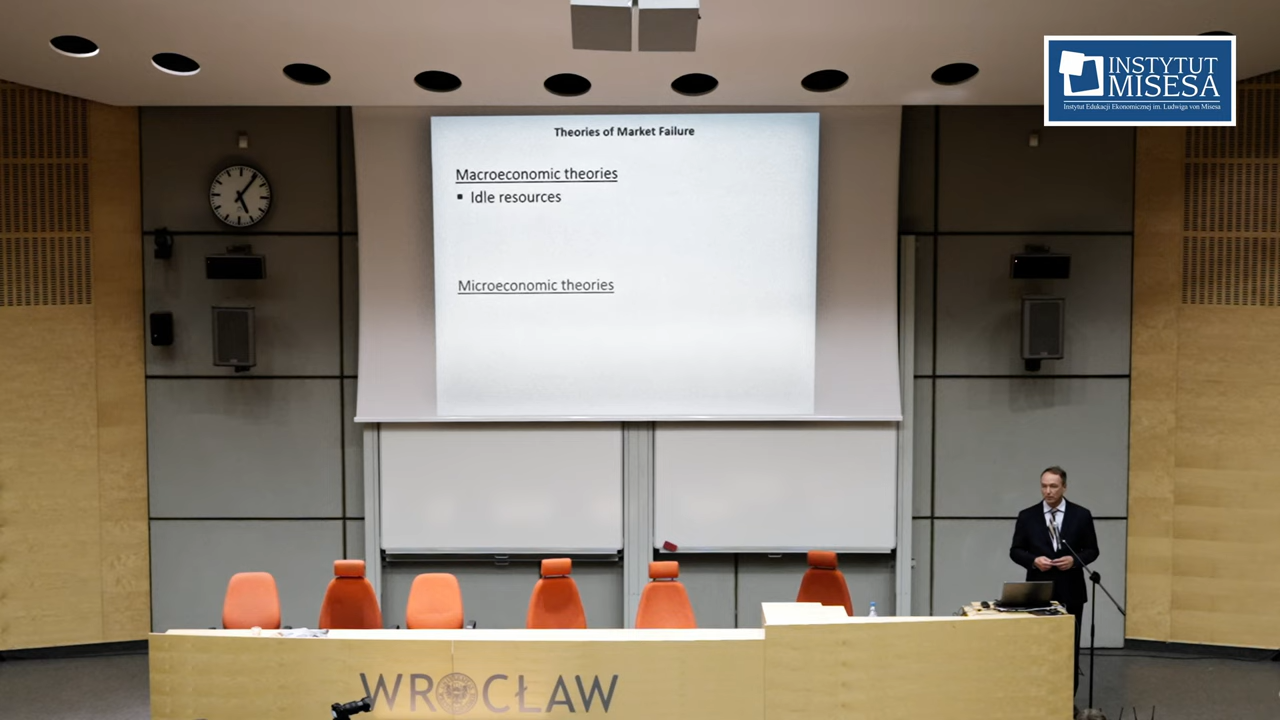 INSTYTUT
MISESA
Instytut Edukacji Ekonomicznej im. Ludwiga von Misesa
Theories of Market Failure
Macroeconomic theories
▪ Idle resources
Microeconomic theories
WROCŁAW